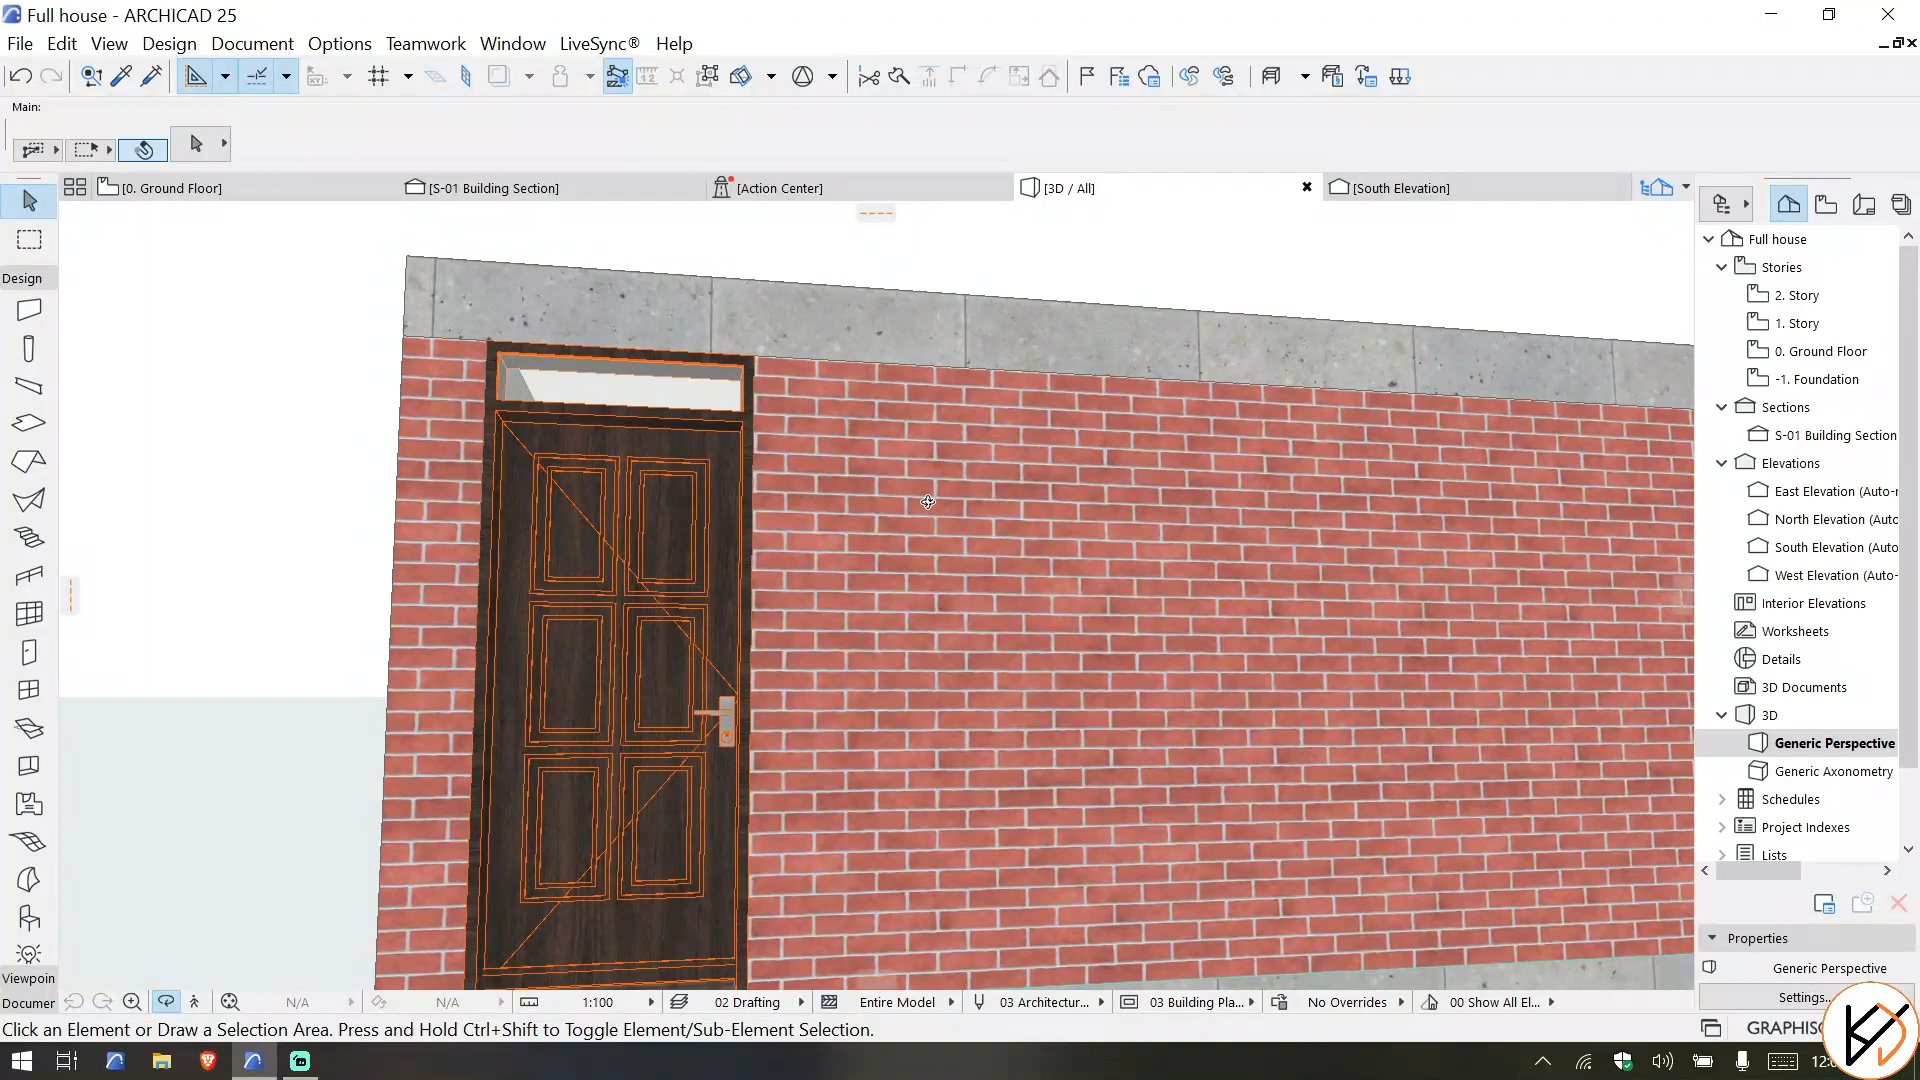 Full house - ARCHICAD 25
File Edit View Design Document Options Teamwork Window LiveSync® Help
Main:
[0. Ground Floor]
[S-01 Building Section]
[Action Center]
[3D / All]
[South Elevation]
Design
Full house
Stories
2. Story
1. Story
0. Ground Floor
-1. Foundation
Sections
S-01 Building Section
Elevations
East Elevation (Auto-r
North Elevation (Auto
South Elevation (Auto
West Elevation (Auto-
Interior Elevations
Worksheets
Details
3D Documents
3D
Generic Perspective
Generic Axonometry
Schedules
Project Indexes
Lists
Properties
Generic Perspective
Settings..
Viewpoin
Documer
N/A
N/A
1:100
02 Drafting
Entire Model
03 Architectur...
03 Building Pla...
No Overrides
00 Show All El...
Click an Element or Draw a Selection Area. Press and Hold Ctrl+Shift to Toggle Element/Sub-Element Selection.
GRAPHIS